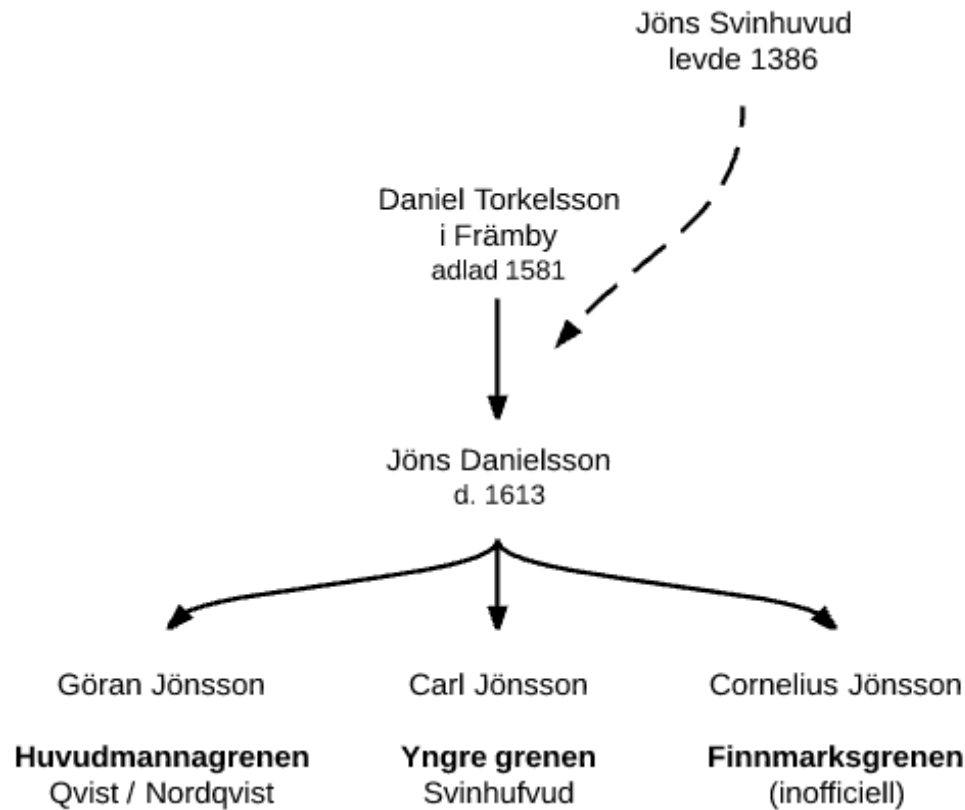 Jöns Svinhuvud
levde 1386
Daniel Torkelsson
i Främby
adlad 1581
Jöns Danielsson
d. 1613
Göran Jönsson
Carl Jönsson
Cornelius Jönsson
Huvudmannagrenen
Yngre grenen
Finnmarksgrenen
Qvist / Nordqvist
Svinhufvud
(inofficiell)